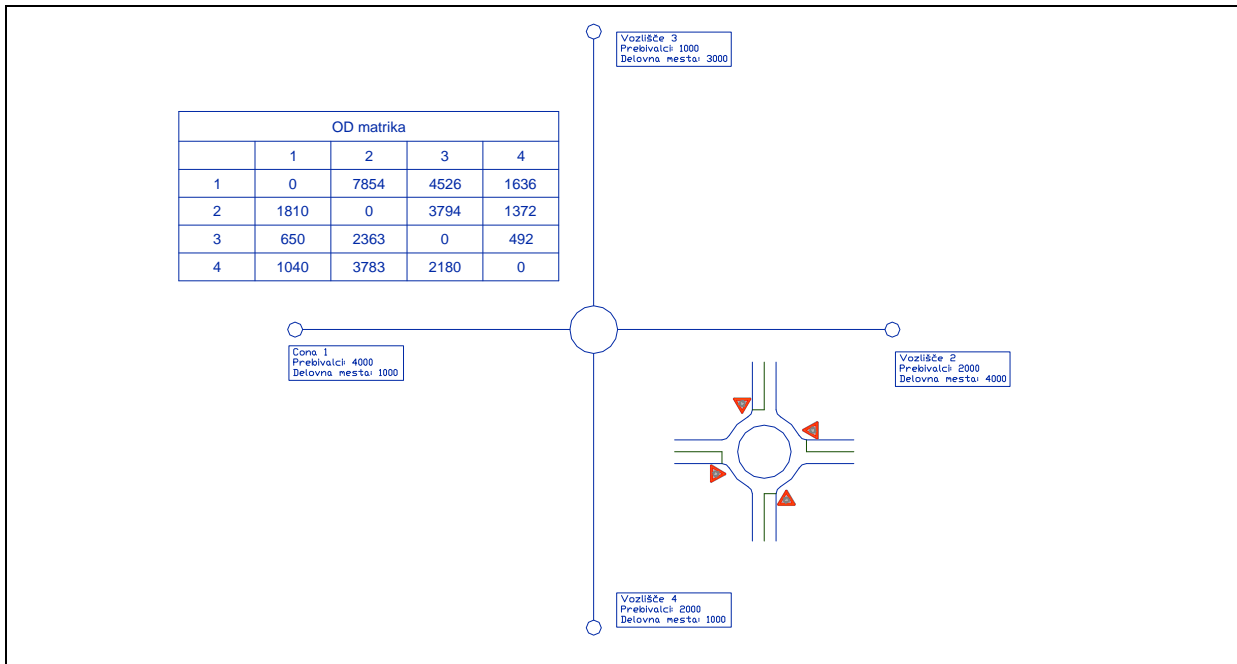 Vozlišče 3
Prebivalci: 1000
Delovna mesta: 3000
OD matrika
1 2 3 4
1 0 7854 4526 1636
2 1810 0 3794 1372
3 650 2363 0 492
4 1040 3783 2180 0
Cona 1
Prebivalci: 4000
Delovna mesta: 1000
Vozlišče 2
Prebivalci: 2000
Delovna mesta: 4000
Vozlišče 4
Prebivalci: 2000
Delovna mesta: 1000